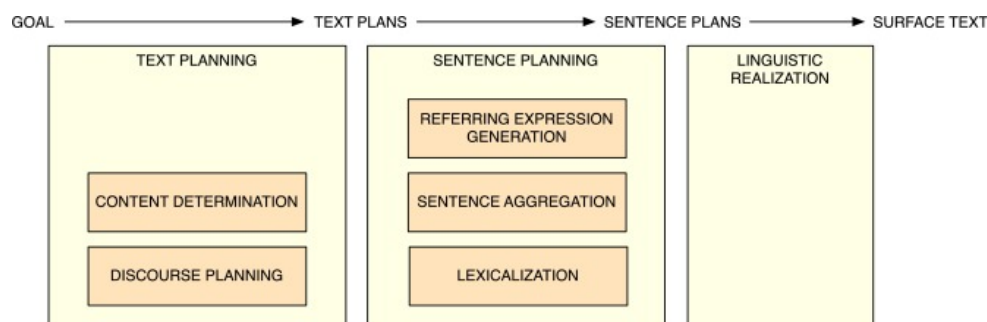 GOAL TEXT PLANS SENTENCE PLANS SURFACE TEXT
TEXT PLANNING
CONTENT DETERMINATION
DISCOURSE PLANNING
SENTENCE PLANNING
REFERRING EXPRESSION
GENERATION
SENTENCE AGGREGATION
LEXICALIZATION
LINGUISTIC
REALIZATION